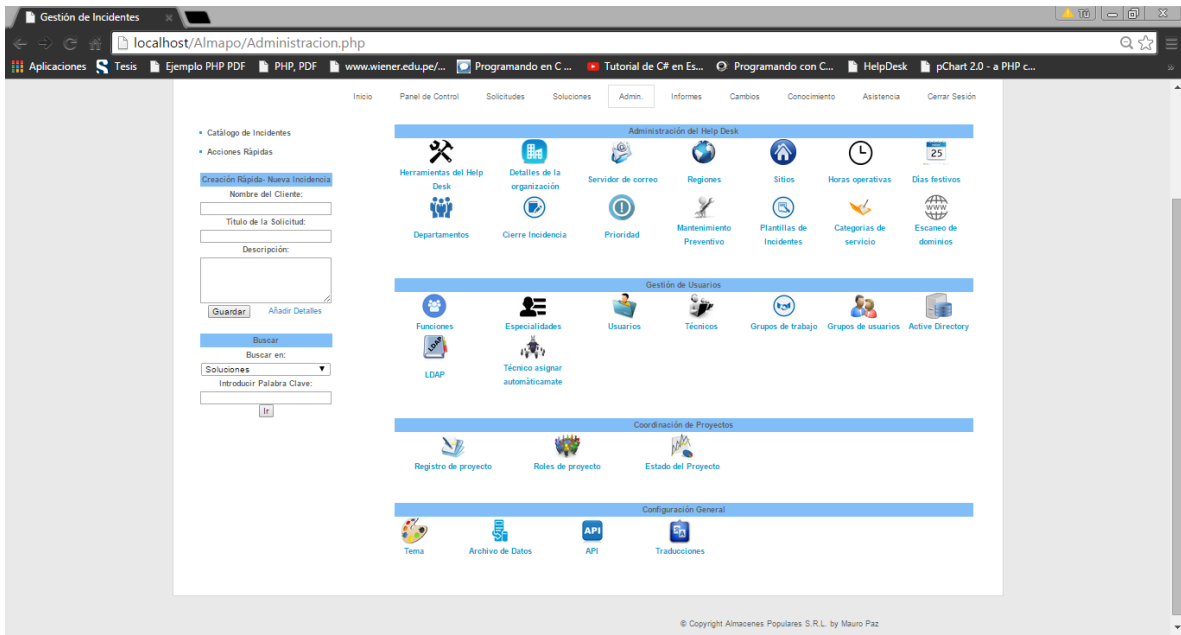 Gestión de Incidentes
Tú
localhost/Almapo/Administracion.php
Aplicaciones Tesis Ejemplo PHP PDF PHP, PDF www.wiener.edu.pe/... Programando en C ... Tutorial de C# en Es... Programando con C... HelpDesk pChart 2.0 - a PHP c...
Inicio Panel de Control Solicitudes Soluciones Admin. Informes Cambios Conocimiento Asistencia Cerrar Sesión
Catálogo de Incidentes
Acciones Rápidas
Creación Rápida- Nueva Incidencia
Nombre del Cliente:
Título de la Solicitud:
Descripción:
Guardar Añadir Detalles
Buscar
Buscar en:
Soluciones
Introducir Palabra Clave:
Ir
Administración del Help Desk
25
Herramientas del Help Desk
Detalles de la organización
Servidor de correo
Regiones
Sitios
Horas operativas
Dias festivos
WWW
Departamentos
Cierre Incidencia
Prioridad
Mantenimiento Preventivo
Plantillas de Incidentes
Categorias de servicio
Escaneo de dominios
Gestión de Usuarios
Funciones
Especialidades
Usuarios
Técnicos
Grupos de trabajo
Grupos de usuarios
Active Directory
LDAP
LDAP
Técnico asignar automáticamate
Coordinación de Proyectos
Registro de proyecto
Roles de proyecto
Estado del Proyecto
Configuración General
API
Tema
Archivo de Datos
API
Traducciones
© Copyright Almacenes Populares S.R.L. by Mauro Paz